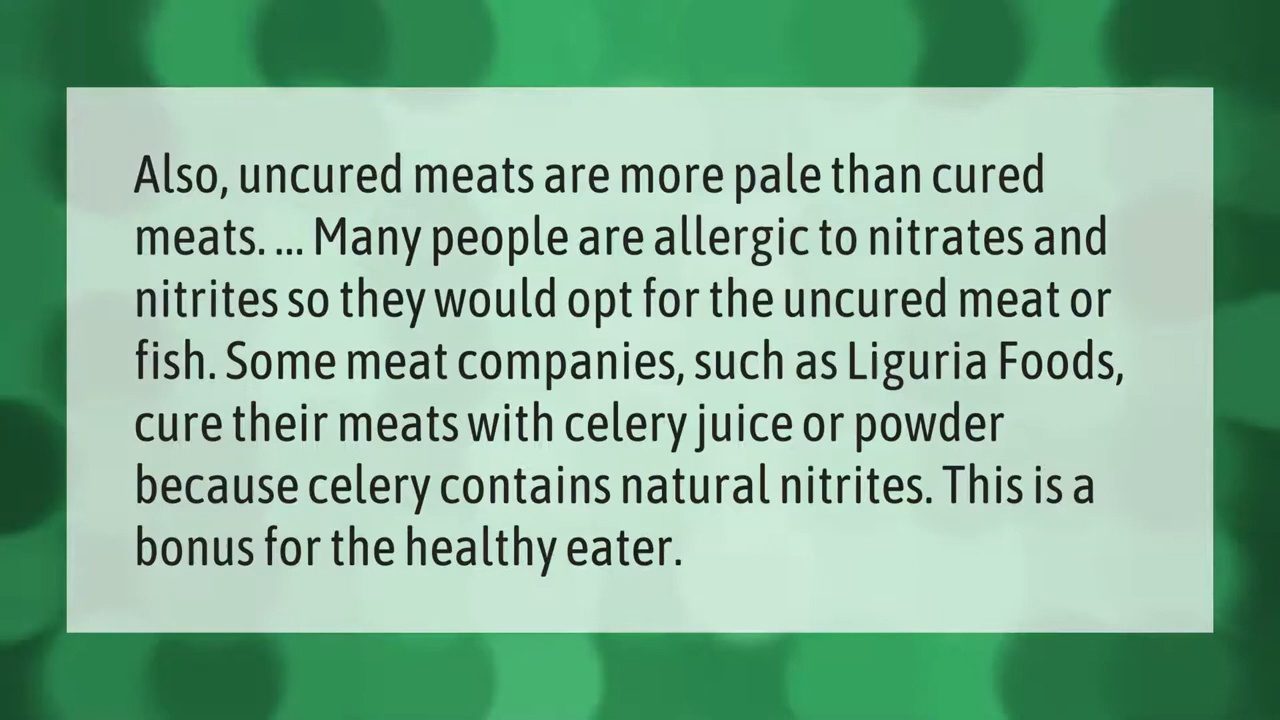 Also, uncured meats are more pale than cured
meats. ... Many people are allergic to nitrates and
nitrites so they would opt for the uncured meat or
fish. Some meat companies, such as Liguria Foods,
cure their meats with celery juice or powder
because celery contains natural nitrites. This is a
bonus for the healthy eater.